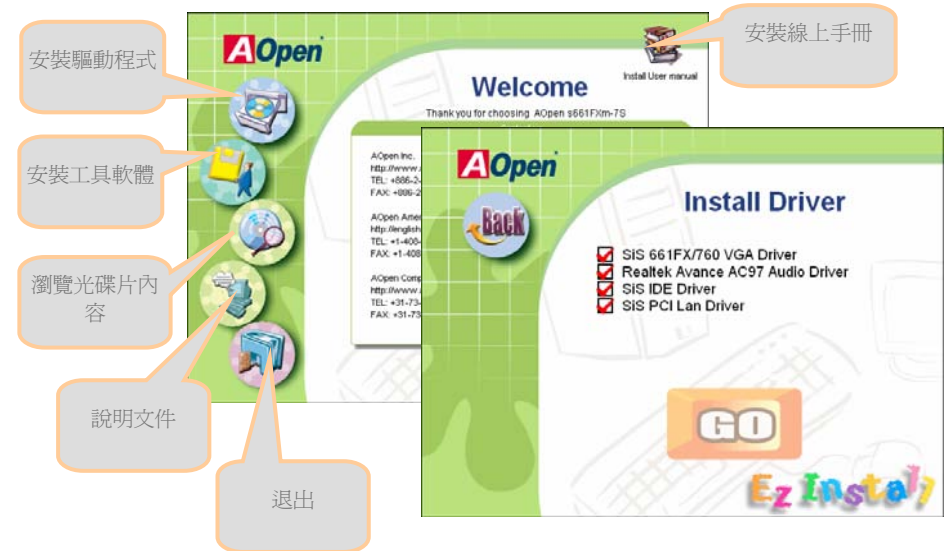 安裝驅動程式
安裝工具軟體
瀏覽光碟片內
容
說明文件
退出
安裝線上手冊
AOpen
Install User manual
Welcome
Thank you for choosing AOpen s661FXm-7S
AOpen Inc.
http://www.
TEL: +886-2
FAX: +886-2
AOpen Amer
http://english
TEL: +1-408-
FAX: +1-408
AOpen Comp
http://www.
TEL: +31-73-
FAX: +31-73
AOpen
Back
Install Driver
SiS 661FX/760 VGA Driver
Realtek Avance AC97 Audio Driver
SiS IDE Driver
SiS PCI Lan Driver
GO
Ez Install